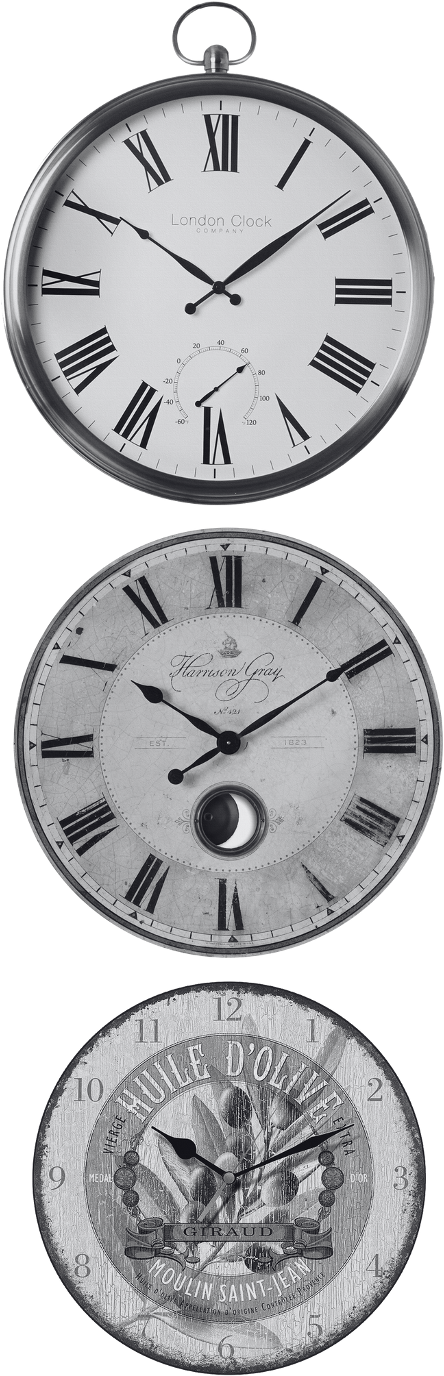 XII
XI I
London Clock
COMPANY
X II
IX III
20 40
0 60
-20 80
-40 100
-60 120
VIII IIII
VII V
VI
XII
XI I
Harrison Gray
X II
EST. 1823
IX III
VIII IIII
VII V
VI
12
11 1
HUILE D'OLIVE
10 2
VIERGE EXTRA
9 MEDAL D'OR 3
GIRAUD
8 4
MOULIN SAINT-JEAN
7 5
6